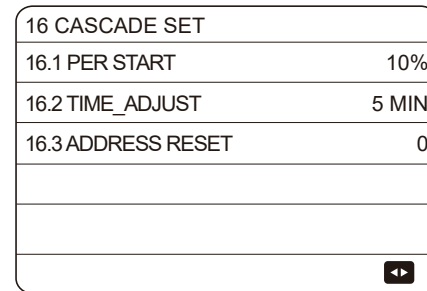 16 CASCADE SET
16.1 PER START 10%
16.2 TIME_ADJUST 5 MIN
16.3 ADDRESS RESET 0